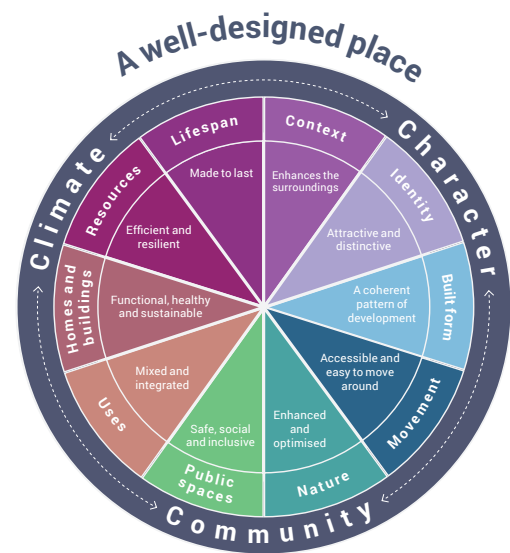 A well-designed place
Climate
Character
Community
Context
Enhances the
surroundings
Identity
Attractive and
distinctive
Built form
A coherent
pattern of
development
Movement
Accessible and
easy to move
around
Nature
Enhanced
and
optimised
Public
spaces
Safe, social
and inclusive
Uses
Mixed and
integrated
Homes and
buildings
Functional, healthy
and sustainable
Resources
Efficient and
resilient
Lifespan
Made to last